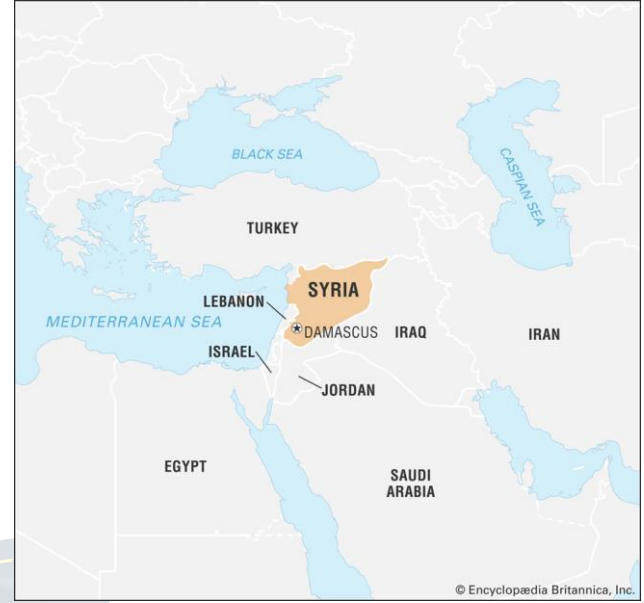 BLACK SEA
CASPIAN SEA
TURKEY
SYRIA
LEBANON
MEDITERRANEAN SEA
DAMASCUS
IRAQ
IRAN
ISRAEL
JORDAN
EGYPT
SAUDI
ARABIA
© Encyclopædia Britannica, Inc.